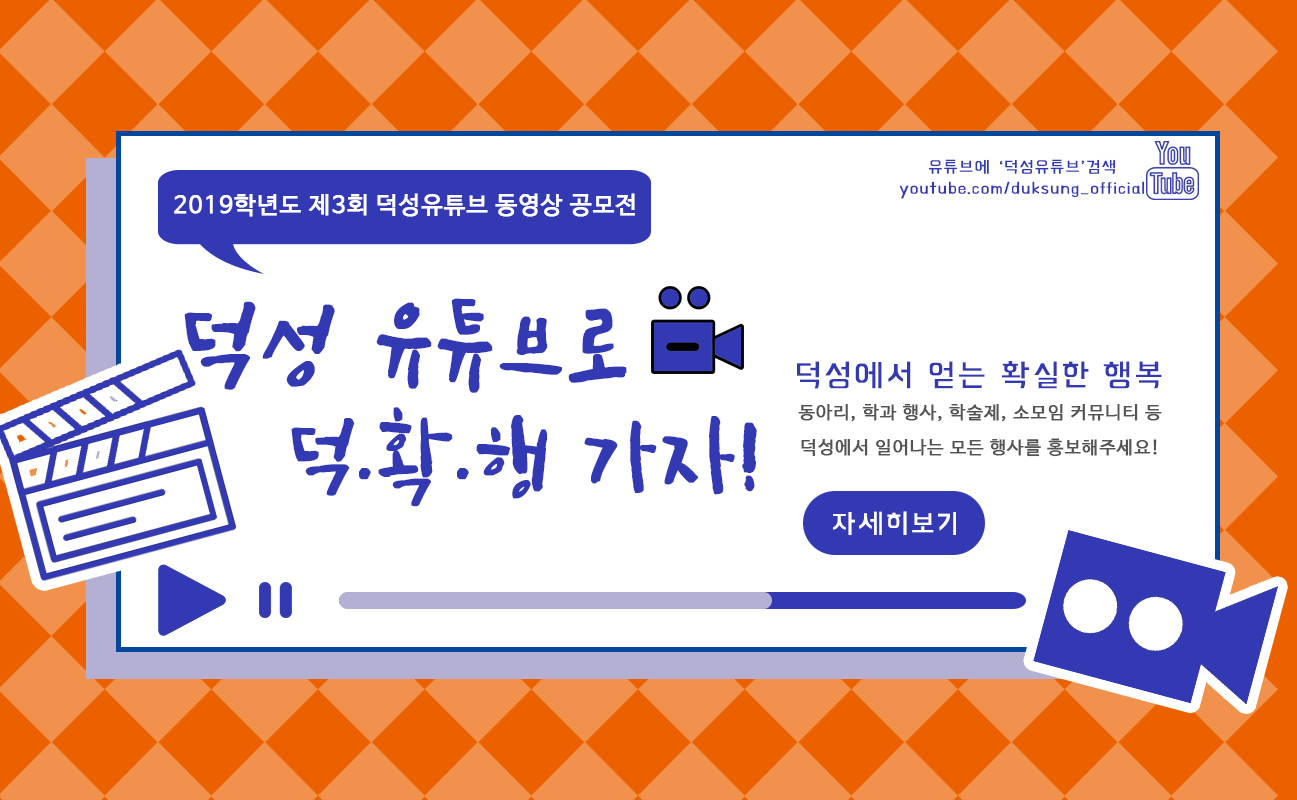 유튜브에 ‘덕성유튜브’검색
youtube.com/duksung_official
You
Tube
2019학년도 제3회 덕성유튜브 동영상 공모전
덕성 유튜브로
덕.확.행 가자!
덕성에서 얻는 확실한 행복
동아리, 학과 행사, 학술제, 소모임 커뮤니티 등
덕성에서 일어나는 모든 행사를 홍보해주세요!
자세히보기